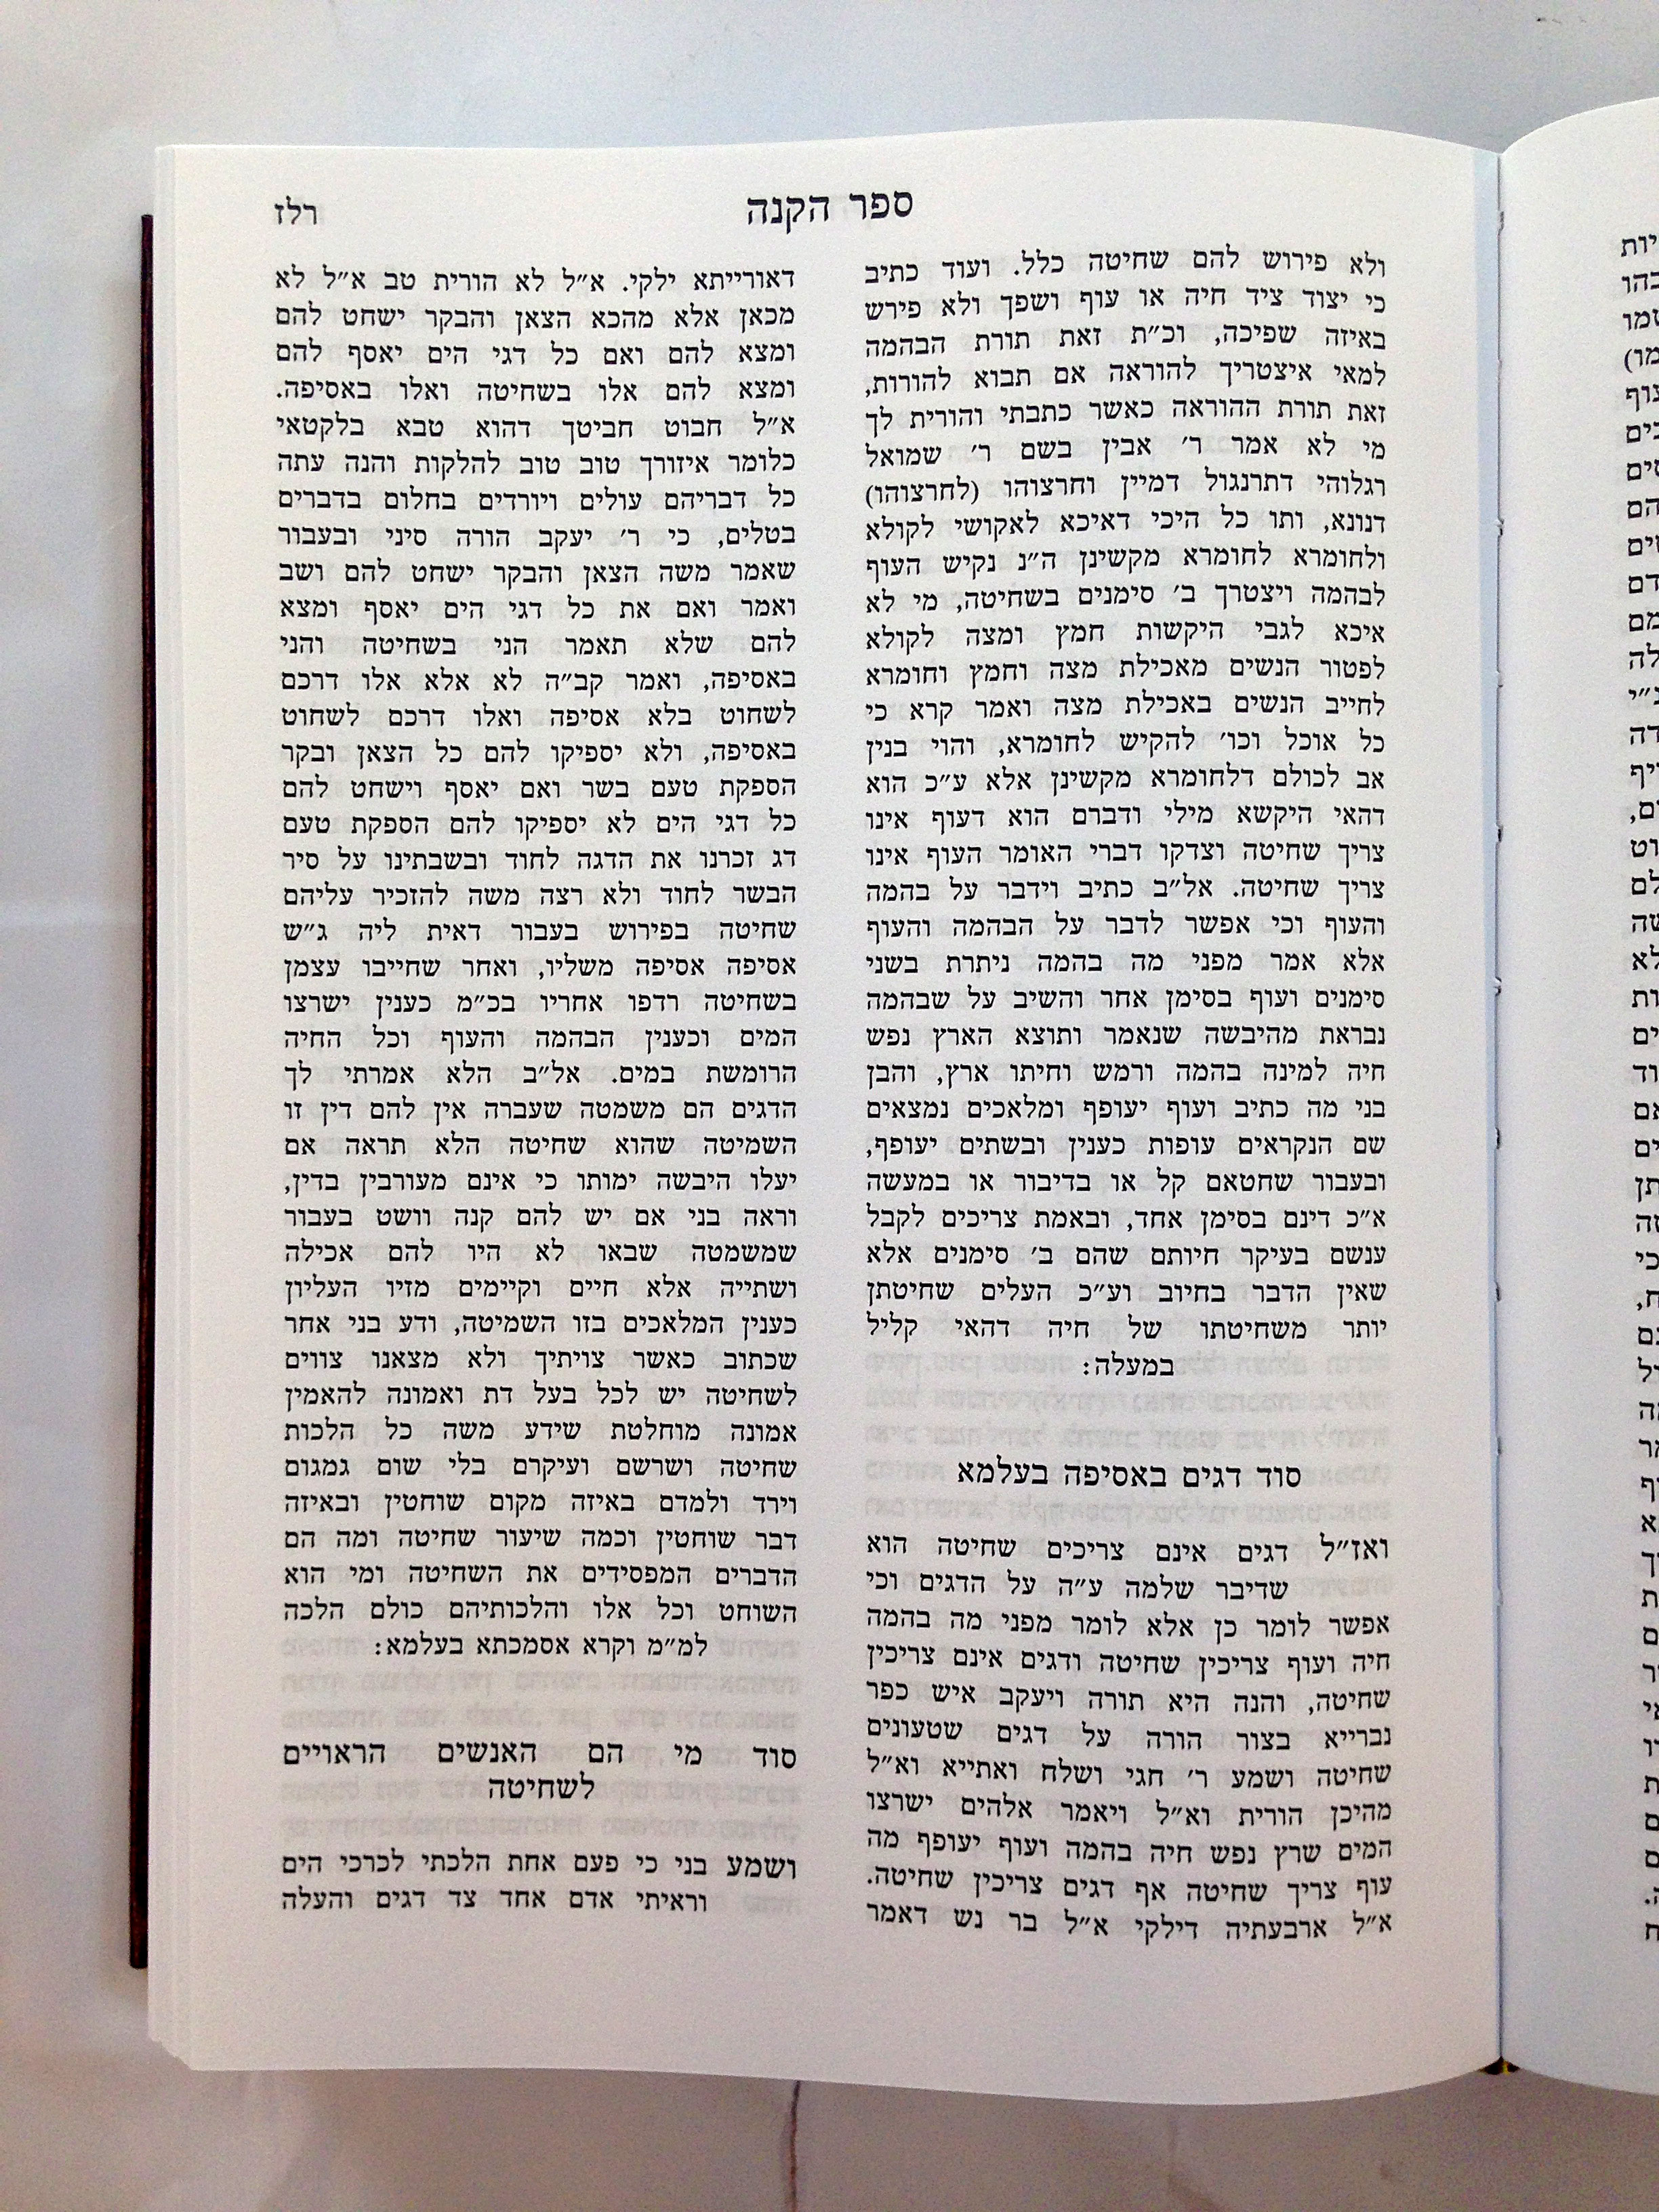 ספר הקנה
רלז
ולא פירוש להם שחיטה כלל. ועוד כתיב
כי יצוד ציד חיה או עוף ושפך ולא פירש
באיזה שפיכה, וכ״ת זאת תורת הבהמה
למאי איצטריך להוראה אם תבוא להורות,
זאת תורת ההוראה כאשר כתבתי והורית לך
מי לא אמר ר׳ אבין בשם ר׳ שמואל
רגלוהי דתרנגול דמיין וחרצוהו (לחרצוהו)
דנונא, ותו כל היכי דאיכא לאקושי לקולא
ולחומרא לחומרא מקשינן ה״נ נקיש העוף
לבהמה ויצטרך ב׳ סימנים בשחיטה, מי לא
איכא לגבי היקשות חמץ ומצה לקולא
לפטור הנשים מאכילת מצה וחמץ וחומרא
לחייב הנשים באכילת מצה ואמר קרא כי
כל אוכל וכו׳ להקיש לחומרא, והוי בנין
אב לכולם דלחומרא מקשינן אלא ע״כ הוא
דהאי היקשא מילי ודברם הוא דעוף אינו
צריך שחיטה וצדקו דברי האומר העוף אינו
צריך שחיטה. אל״ב כתיב וידבר על בהמה
והעוף וכי אפשר לדבר על הבהמה והעוף
אלא אמר מפני מה בהמה ניתרת בשני
סימנים ועוף בסימן אחר והשיב על שבהמה
נבראת מהיבשה שנאמר ותוצא הארץ נפש
חיה למינה בהמה ורמש וחיתו ארץ, והבן
בני מה כתיב ועוף יעופף ומלאכים נמצאים
שם הנקראים עופות כענין ובשתים יעופף,
ובעבור שחטאם קל או בדיבור או במעשה
א״כ דינם בסימן אחד, ובאמת צריכים לקבל
ענשם בעיקר חיותם שהם ב׳ סימנים אלא
שאין הדבר בחיוב וע״כ העלים שחיטתן
יותר משחיטתו של חיה דהאי קליל
במעלה:
סוד דגים באסיפה בעלמא
ואז״ל דגים אינם צריכים שחיטה הוא
שדיבר שלמה ע״ה על הדגים וכי
אפשר לומר כן אלא לומר מפני מה בהמה
חיה ועוף צריכין שחיטה ודגים אינם צריכין
שחיטה, והנה היא תורה ויעקב איש כפר
נברייא בצור הורה על דגים שטעונים
שחיטה ושמע ר׳ חגי ושלח ואתייא וא״ל
מהיכן הורית וא״ל ויאמר אלהים ישרצו
המים שרץ נפש חיה בהמה ועוף יעופף מה
עוף צריך שחיטה אף דגים צריכין שחיטה.
א״ל ארבעתיה דילקי א״ל בר נש דאמר
דאורייתא ילקי. א״ל לא הורית טב א״ל לא
מכאן אלא מהכא הצאן והבקר ישחט להם
ומצא להם ואם כל דגי הים יאסף להם
ומצא להם אלו בשחיטה ואלו באסיפה.
א״ל חבוט חביטך דהוא טבא בלקטאי
כלומר איזורך טוב טוב להלקות והנה עתה
כל דבריהם עולים ויורדים בחלום בדברים
בטלים, כי ר׳ יעקב הורה סיני ובעבור
שאמר משה הצאן והבקר ישחט להם ושב
ואמר ואם את כל דגי הים יאסף ומצא
להם שלא תאמר הני בשחיטה והני
באסיפה, ואמר קב״ה לא אלא אלו דרכם
לשחוט בלא אסיפה ואלו דרכם לשחוט
באסיפה, ולא יספיקו להם כל הצאן ובקר
הספקת טעם בשר ואם יאסף וישחט להם
כל דגי הים לא יספיקו להם הספקת טעם
דג זכרנו את הדגה לחוד ובשבתינו על סיר
הבשר לחוד ולא רצה משה להזכיר עליהם
שחיטה בפירוש בעבור דאית ליה ג״ש
אסיפה אסיפה משליו, ואחר שחייבו עצמן
בשחיטה רדפו אחריו בכ״מ כענין ישרצו
המים וכענין הבהמה והעוף וכל החיה
הרומשת במים. אל״ב הלא אמרתי לך
הדגים הם משמטה שעברה אין להם דין זו
השמיטה שהוא שחיטה הלא תראה אם
יעלו היבשה ימותו כי אינם מעורבין בדין,
וראה בני אם יש להם קנה וושט בעבור
שמשמטה שבאו לא היו להם אכילה
ושתייה אלא חיים וקיימים מזיו העליון
כענין המלאכים בזו השמיטה, ודע בני אחר
שכתוב כאשר צויתיך ולא מצאנו צווים
לשחיטה יש לכל בעל דת ואמונה להאמין
אמונה מוחלטת שידע משה כל הלכות
שחיטה ושרשם ועיקרם בלי שום גמגום
וירד ולמדם באיזה מקום שוחטין ובאיזה
דבר שוחטין וכמה שיעור שחיטה ומה הם
הדברים המפסידים את השחיטה ומי הוא
השוחט וכל אלו והלכותיהם כולם הלכה
למ״מ וקרא אסמכתא בעלמא:
סוד מי הם האנשים הראויים
לשחיטה
ושמע בני כי פעם אחת הלכתי לכרכי הים
וראיתי אדם אחד צד דגים והעלה